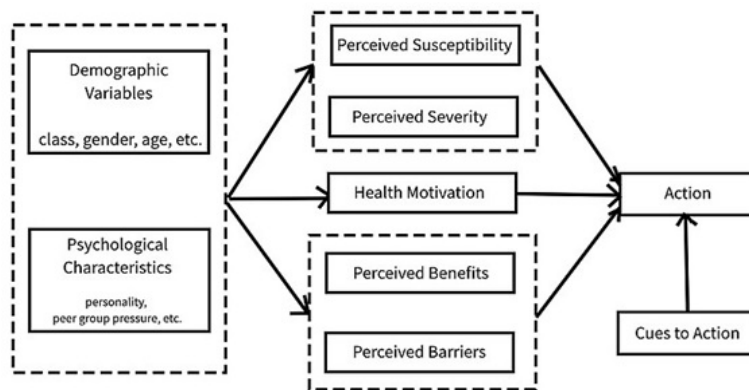 Demographic
Variables
class, gender, age, etc.
Psychological
Characteristics
personality,
peer group pressure, etc.
Perceived Susceptibility
Perceived Severity
Health Motivation
Perceived Benefits
Perceived Barriers
Action
Cues to Action